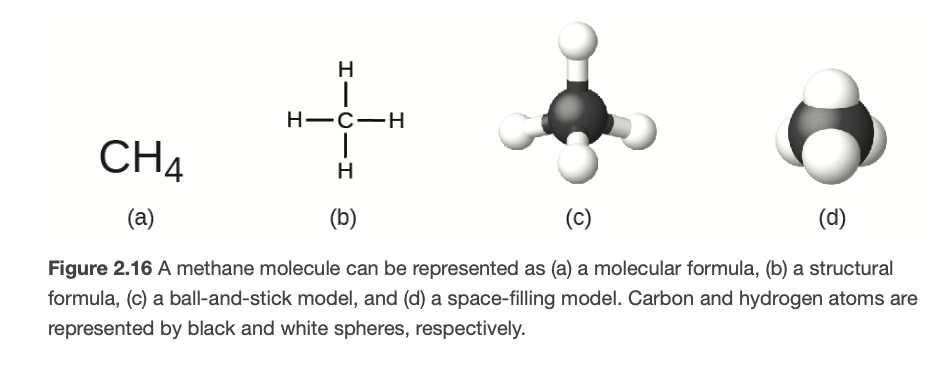 CH4
H
H—C—H
H
(a) (b) (c) (d)
Figure 2.16 A methane molecule can be represented as (a) a molecular formula, (b) a structural
formula, (c) a ball-and-stick model, and (d) a space-filling model. Carbon and hydrogen atoms are
represented by black and white spheres, respectively.